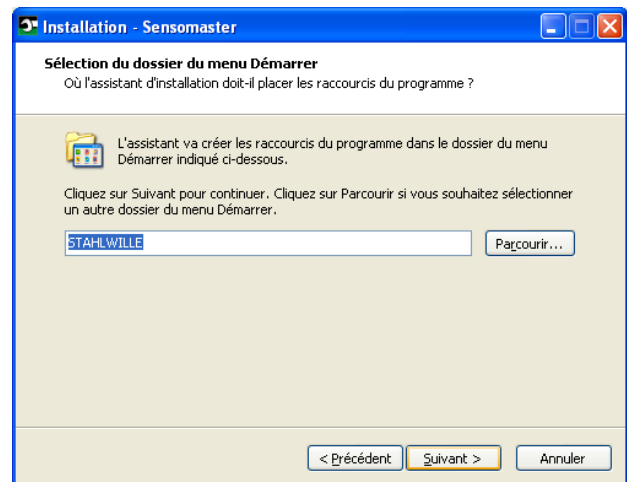 Installation - Sensomaster
Sélection du dossier du menu Démarrer
Où l'assistant d'installation doit-il placer les raccourcis du programme ?
L'assistant va créer les raccourcis du programme dans le dossier du menu
Démarrer indiqué ci-dessous.
Cliquez sur Suivant pour continuer. Cliquez sur Parcourir si vous souhaitez sélectionner
un autre dossier du menu Démarrer.
STAHLWILLE
Parcourir...
< Précédent
Suivant >
Annuler